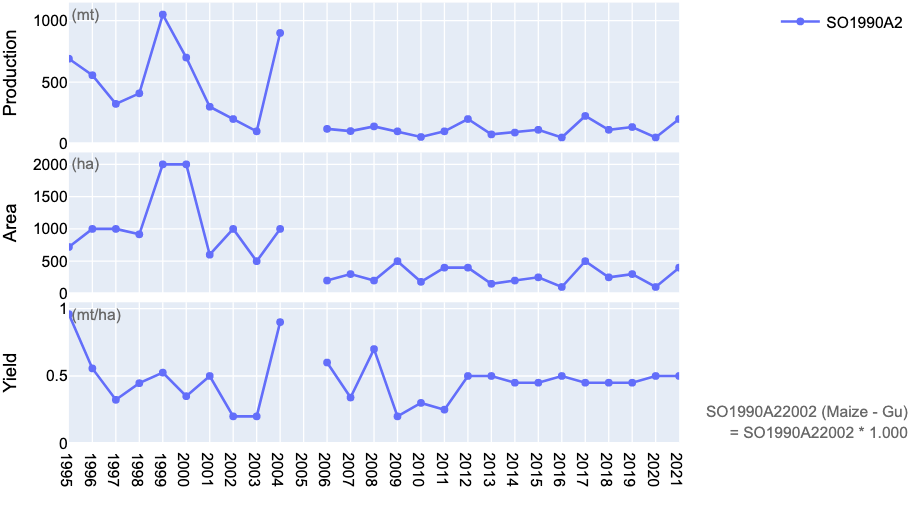 Production
(mt)
1000
500
0
SO1990A2
Area
(ha)
2000
1500
1000
500
0
Yield
(mt/ha)
1
0.5
0
1995 1996 1997 1998 1999 2000 2001 2002 2003 2004 2005 2006 2007 2008 2009 2010 2011 2012 2013 2014 2015 2016 2017 2018 2019 2020 2021
SO1990A22002 (Maize - Gu)
= SO1990A22002 * 1.000